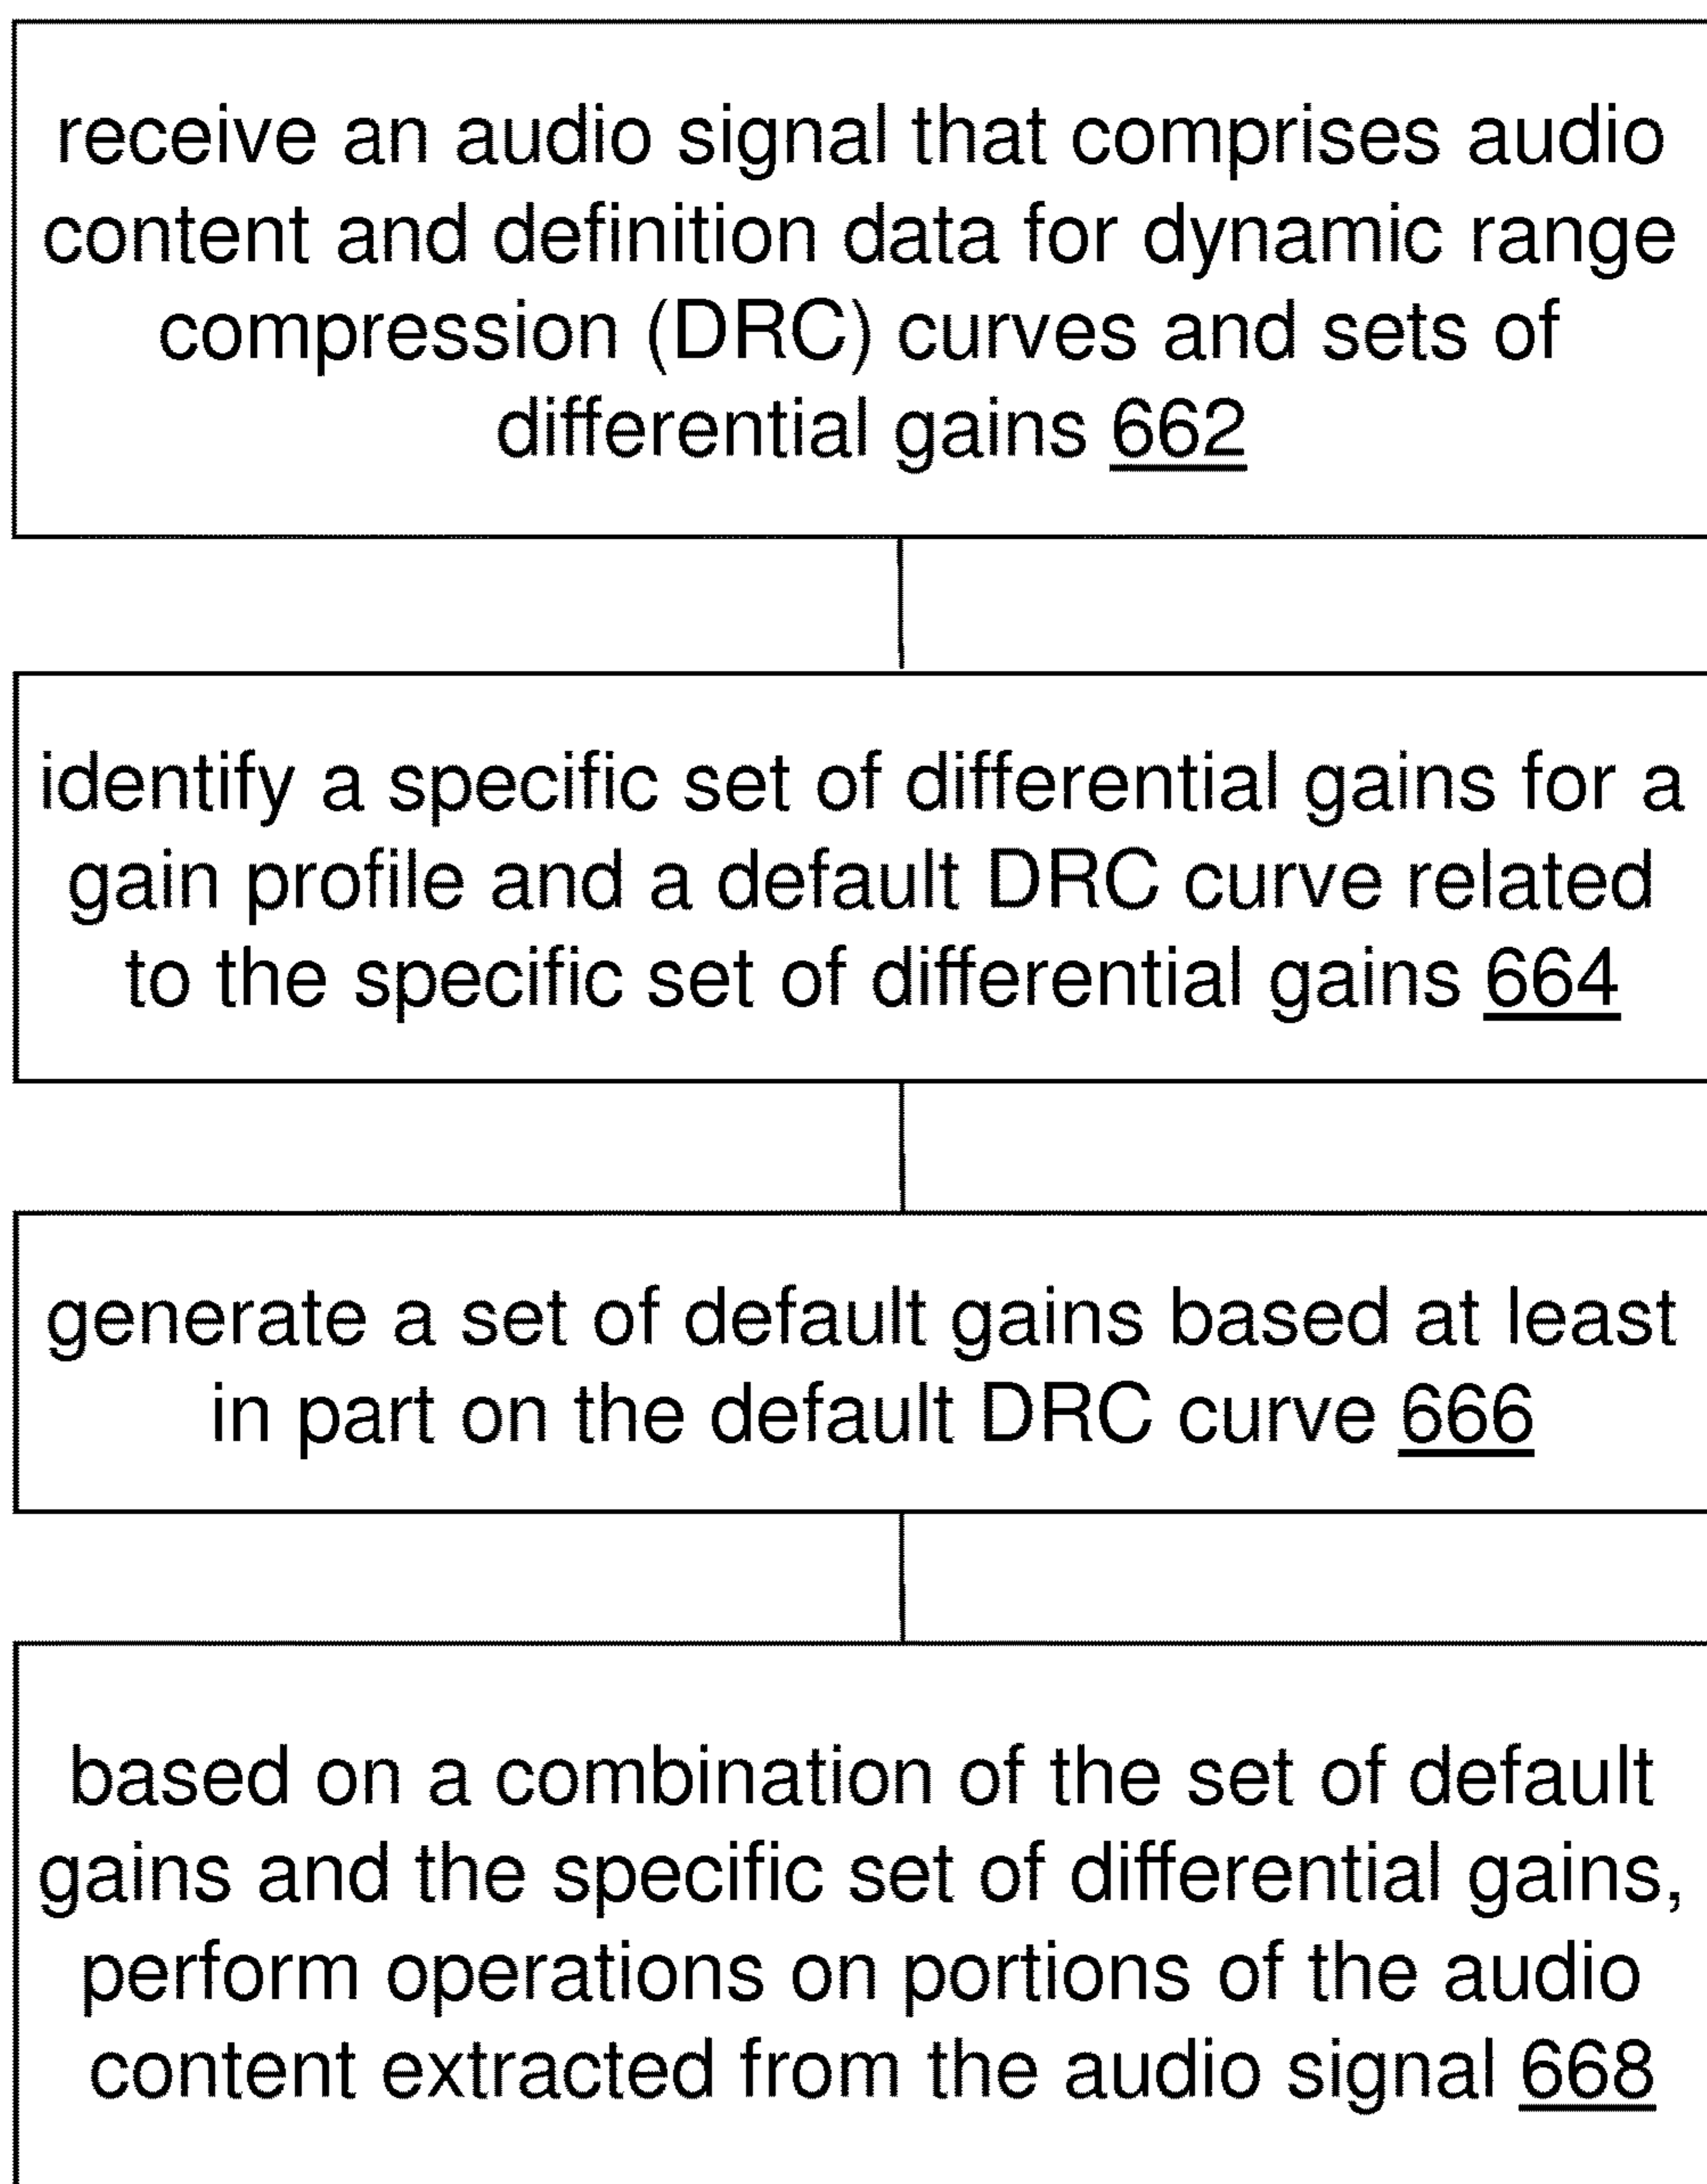 receive an audio signal that comprises audio
content and definition data for dynamic range
compression (DRC) curves and sets of
differential gains 662
identify a specific set of differential gains for a
gain profile and a default DRC curve related
to the specific set of differential gains 664
generate a set of default gains based at least
in part on the default DRC curve 666
based on a combination of the set of default
gains and the specific set of differential gains,
perform operations on portions of the audio
content extracted from the audio signal 668